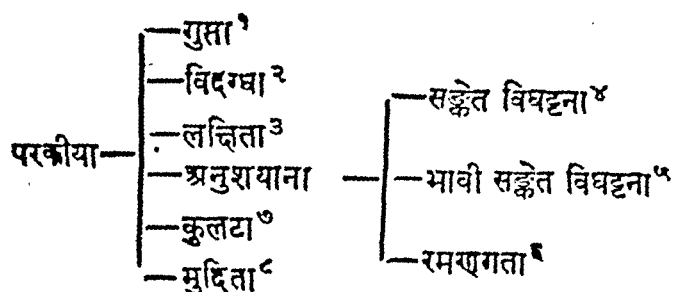 गुप्ता १
विदग्धा २
सङ्केत विघट्टना ४
लक्षिता ३
परकीया
अनुशयाना
भावी सङ्केत विघट्टना ५
कुलटा ७
रमणगता ६
मुदिता ८